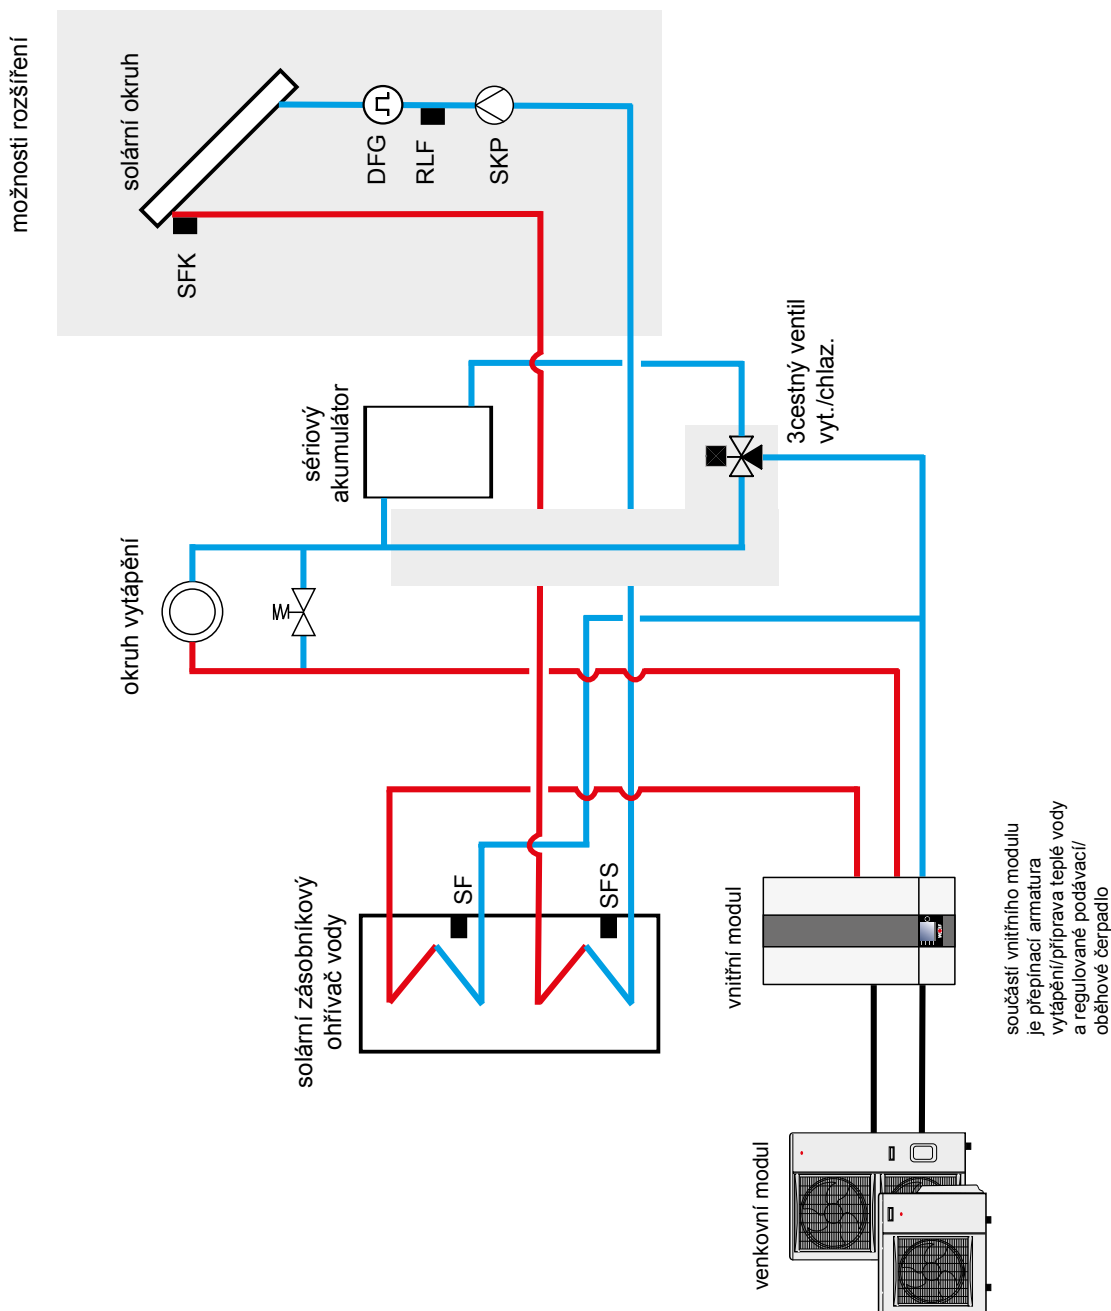 možnosti rozšíření
solární okruh
SFK
DFG
RLF
SKP
sériový
akumulátor
3cestný ventil
vyt./chlaz.
okruh vytápění
solární zásobníkový
ohřívač vody
SF
SFS
vnitřní modul
WOLF
součástí vnitřního modulu
je přepínací armatura
vytápění/příprava teplé vody
a regulované podávací/
oběhové čerpadlo
venkovní modul